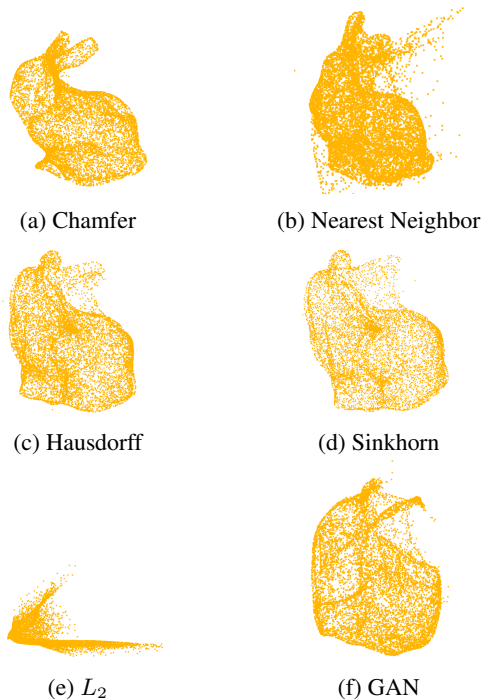 (a) Chamfer
(b) Nearest Neighbor
(c) Hausdorff
(d) Sinkhorn
(e) L₂
(f) GAN